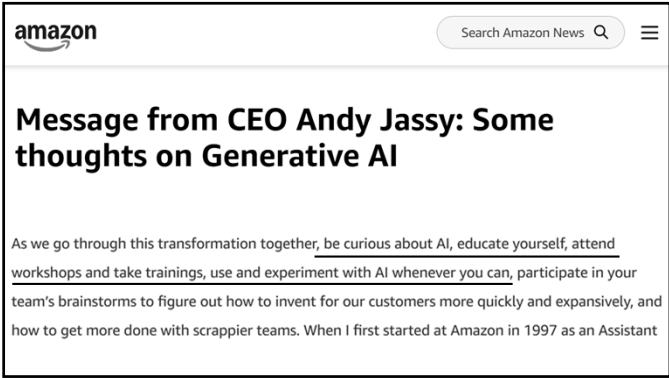 amazon
Search Amazon News
Message from CEO Andy Jassy: Some
thoughts on Generative AI
As we go through this transformation together, be curious about AI, educate yourself, attend
workshops and take trainings, use and experiment with AI whenever you can, participate in your
team’s brainstorms to figure out how to invent for our customers more quickly and expansively, and
how to get more done with scrappier teams. When I first started at Amazon in 1997 as an Assistant